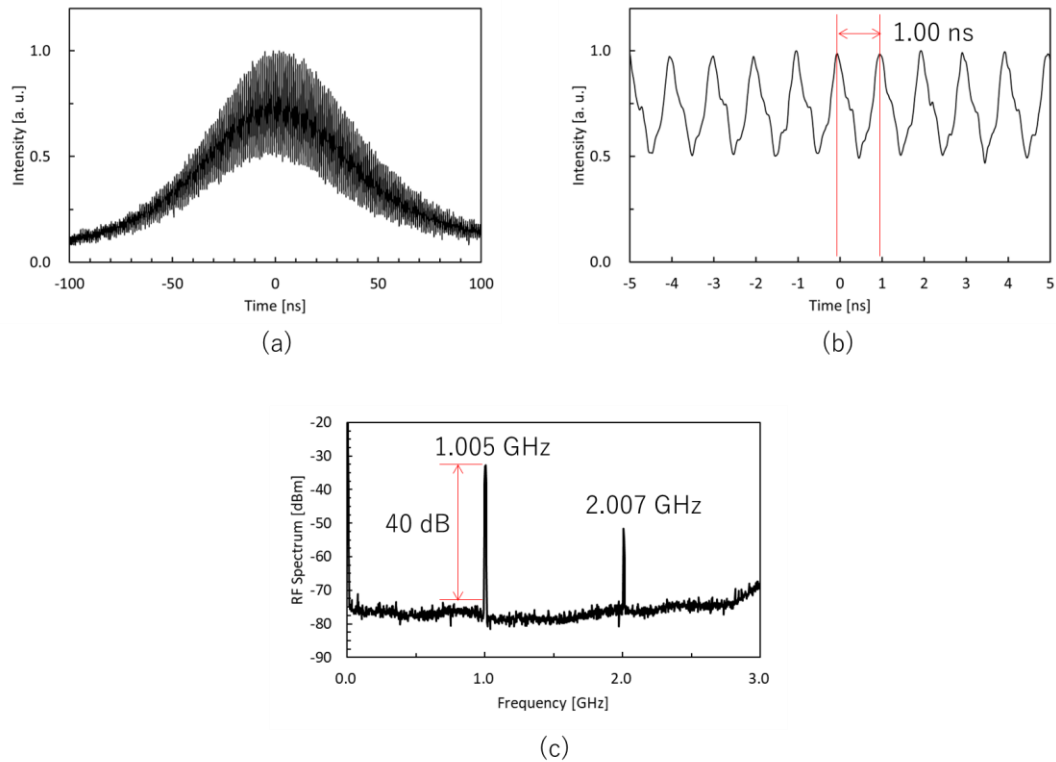 1.0
0.5
0.0
Intensity [a. u.]
-100
-50
0
50
100
Time [ns]
(a)
1.00 ns
1.0
0.5
0.0
Intensity [a. u.]
-5
-4
-3
-2
-1
0
1
2
3
4
5
Time [ns]
(b)
-20
-30
-40
-50
-60
-70
-80
-90
RF Spectrum [dBm]
1.005 GHz
40 dB
2.007 GHz
0.0
1.0
2.0
3.0
Frequency [GHz]
(c)